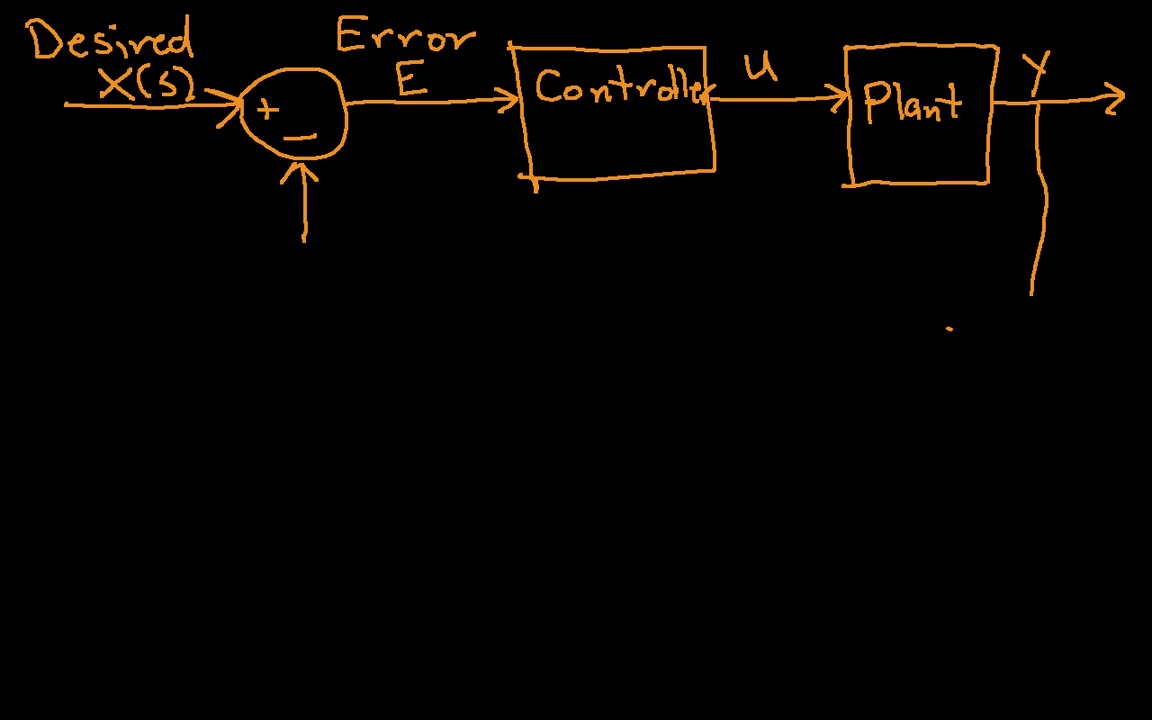 Desired
X(s)
+
−
Error
E
Controller
u
Plant
Y